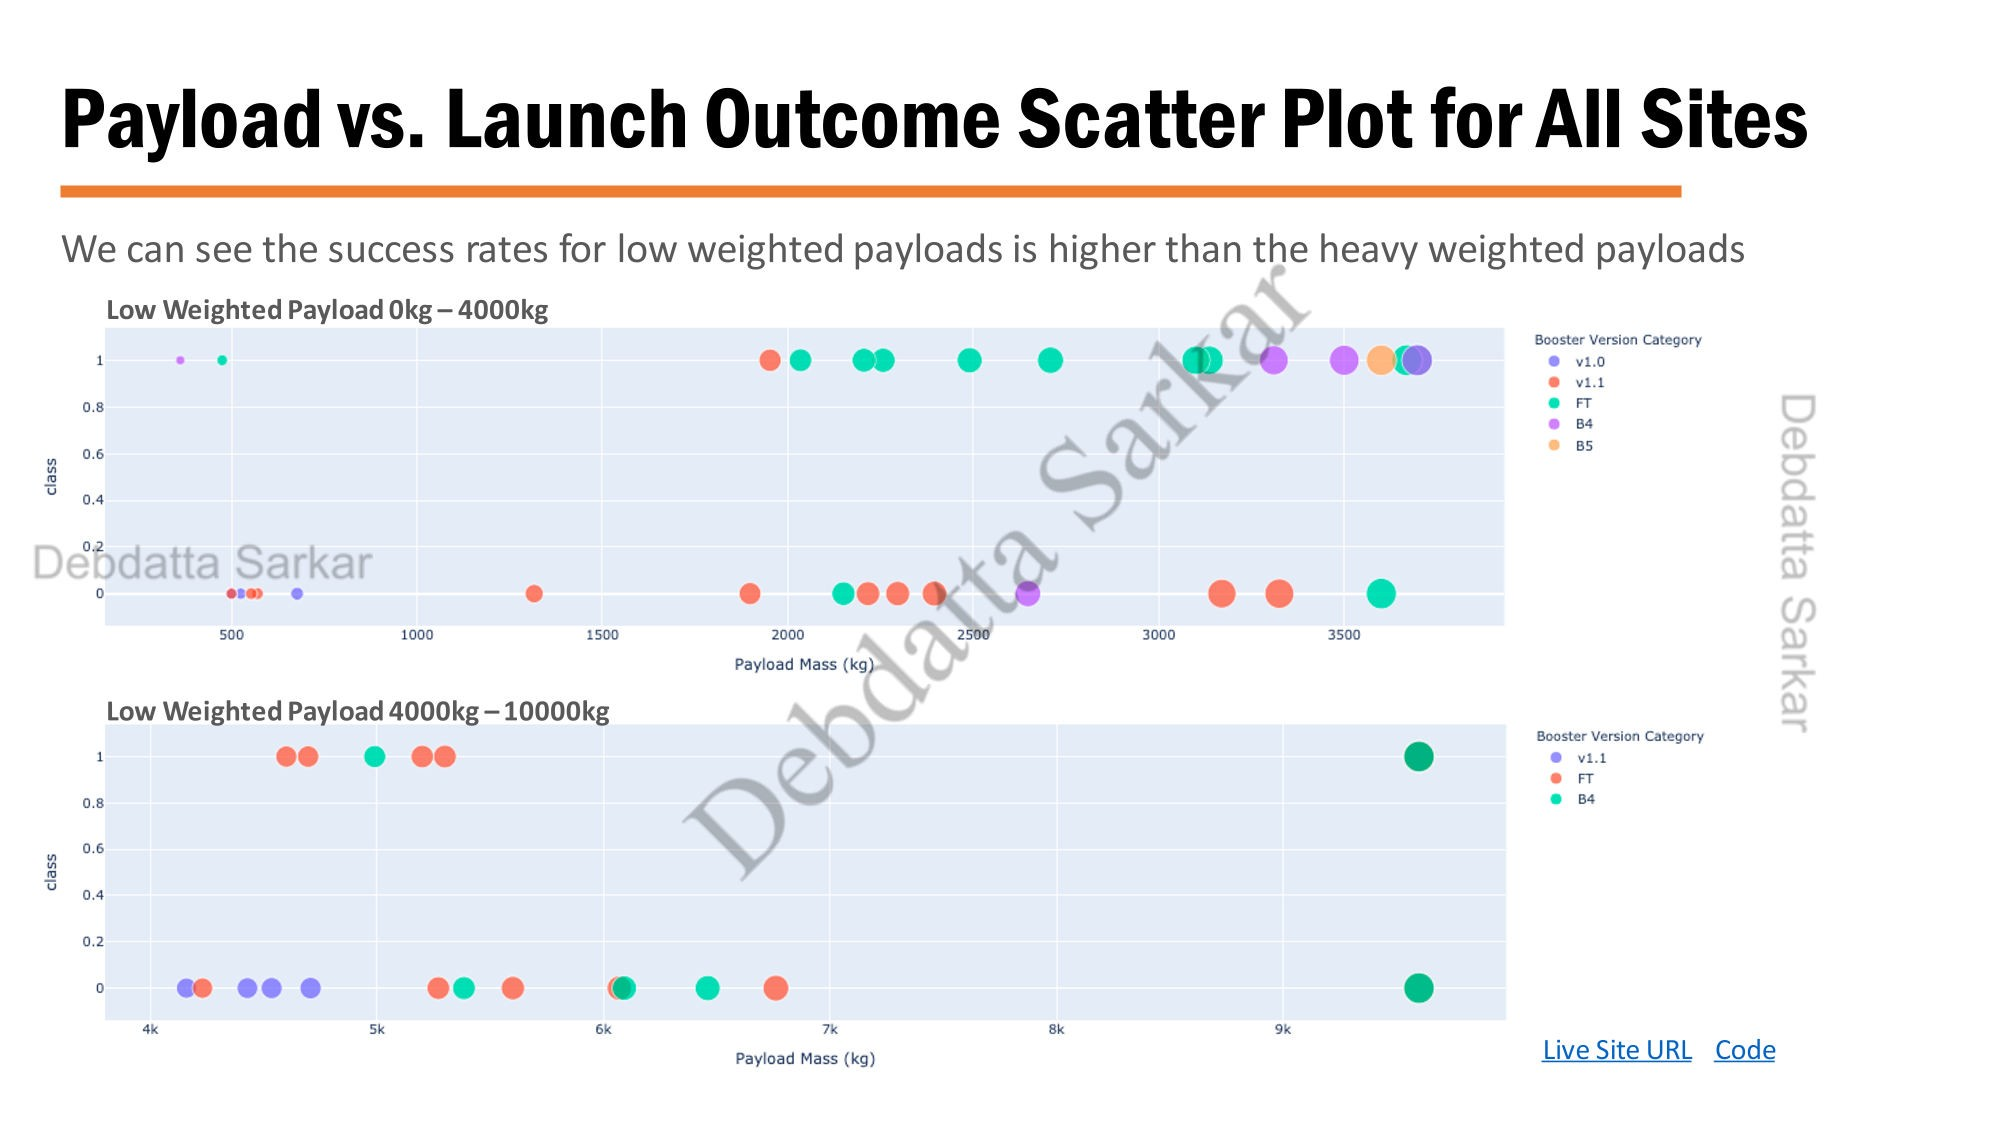 Payload vs. Launch Outcome Scatter Plot for All Sites
We can see the success rates for low weighted payloads is higher than the heavy weighted payloads
Low Weighted Payload 0kg – 4000kg
Booster Version Category
v1.0
v1.1
FT
B4
B5
1
0.8
0.6
0.4
0.2
0
class
500 1000 1500 2000 2500 3000 3500
Payload Mass (kg)
Debdatta Sarkar
Debdatta Sarkar
Debdatta Sarkar
Low Weighted Payload 4000kg – 10000kg
Booster Version Category
v1.1
FT
B4
1
0.8
0.6
0.4
0.2
0
class
4k 5k 6k 7k 8k 9k
Payload Mass (kg)
Live Site URL Code